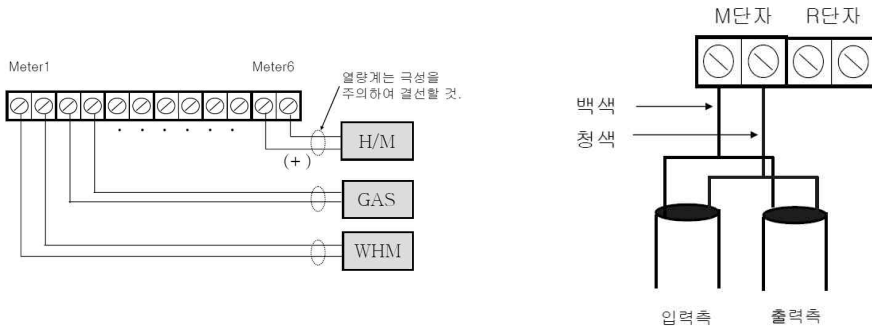 Meter1
Meter6
열량계는 극성을
주의하여 결선할 것.
H/M
(+)
GAS
WHM
M단자
R단자
백색
청색
입력측
출력측